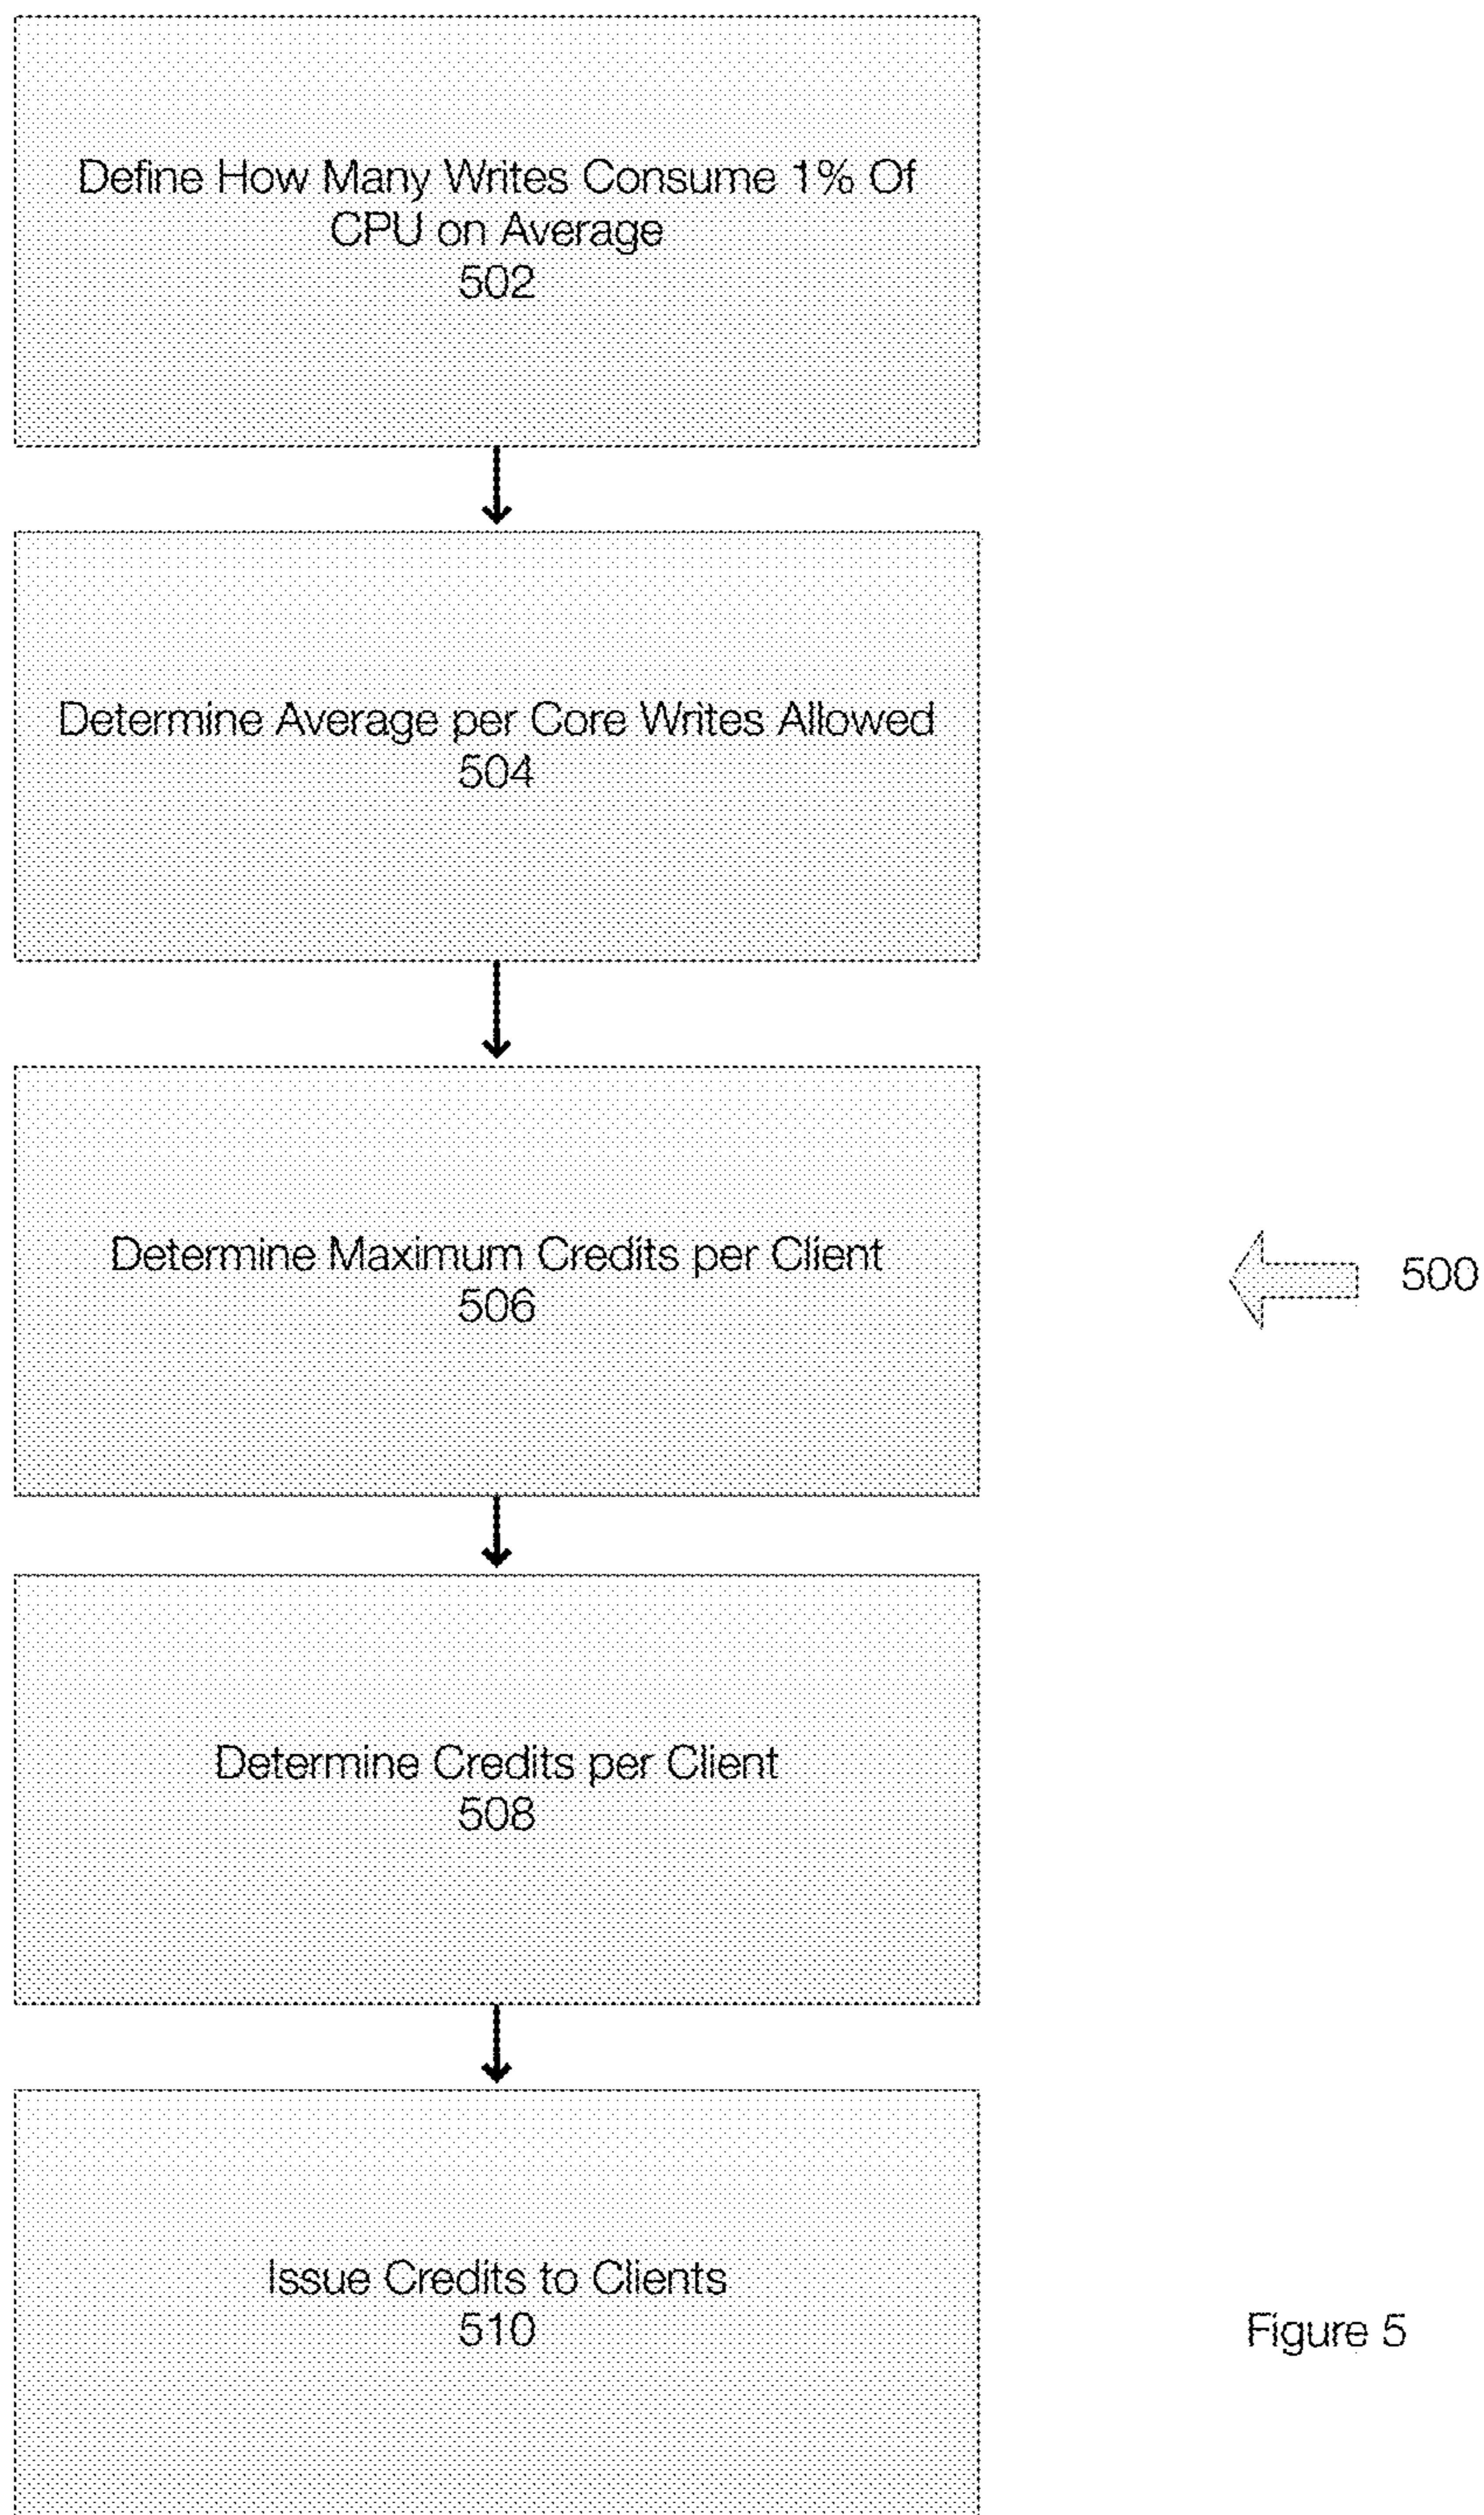 Define How Many Writes Consume 1% Of
CPU on Average
502
Determine Average per Core Writes Allowed
504
Determine Maximum Credits per Client
506
500
Determine Credits per Client
508
Issue Credits to Clients
510
Figure 5